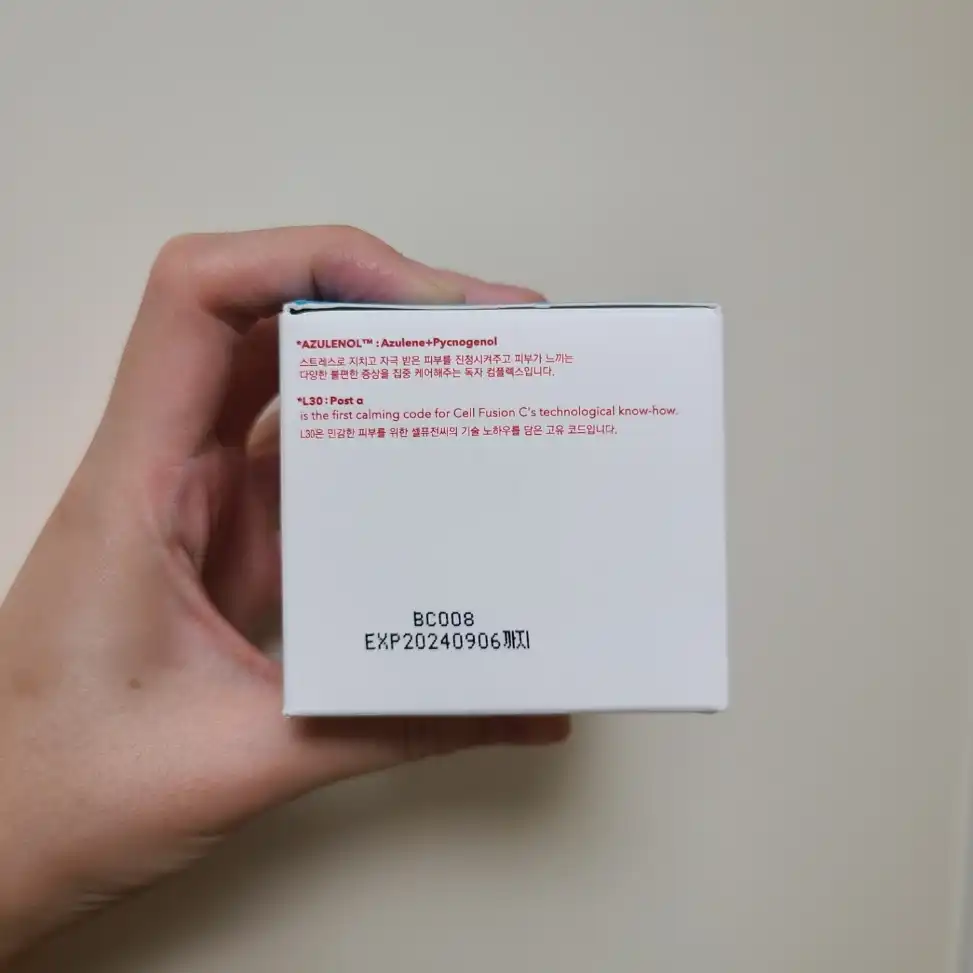 *AZULENOL™ : Azulene+Pycnogenol
스트레스로 지치고 자극 받은 피부를 진정시켜주고 피부가 느끼는
다양한 불편한 증상을 집중 케어해주는 독자 컴플렉스입니다.
*L30 : Post α
is the first calming code for Cell Fusion C's technological know-how.
L30은 민감한 피부를 위한 셀퓨전씨의 기술 노하우를 담은 고유 코드입니다.
BC008
EXP20240906까지